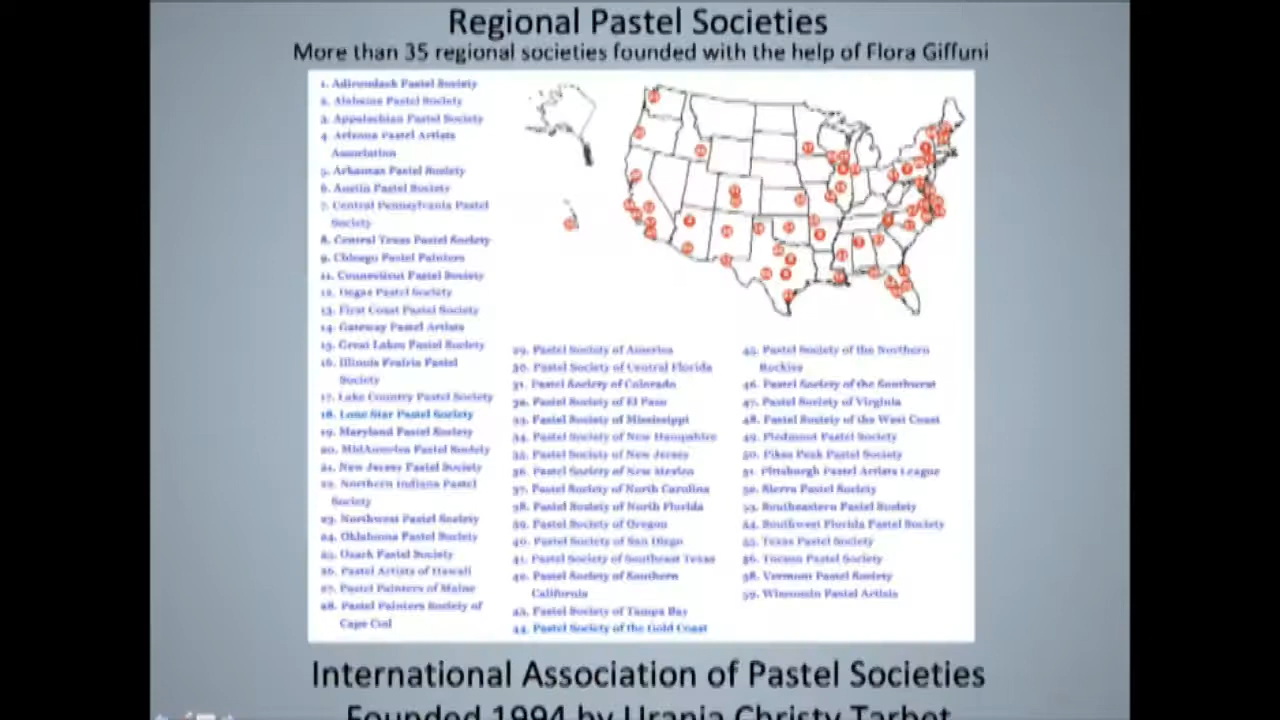 Regional Pastel Societies
More than 35 regional societies founded with the help of Flora Giffuni
1. Adirondack Pastel Society
2. Alabama Pastel Society
3. Appalachian Pastel Society
4. Arizona Pastel Artists
Association
5. Arkansas Pastel Society
6. Austin Pastel Society
7. Central Pennsylvania Pastel
Society
8. Central Texas Pastel Society
9. Chicago Pastel Painters
11. Connecticut Pastel Society
12. Degas Pastel Society
13. First Coast Pastel Society
14. Gateway Pastel Artists
15. Great Lakes Pastel Society
16. Illinois Prairie Pastel
Society
17. Lake Country Pastel Society
18. Lone Star Pastel Society
19. Maryland Pastel Society
20. MidAmerica Pastel Society
21. New Jersey Pastel Society
22. Northern Indiana Pastel
Society
23. Northwest Pastel Society
24. Oklahoma Pastel Society
25. Ozark Pastel Society
26. Pastel Artists of Hawaii
27. Pastel Painters of Maine
28. Pastel Painters Society of
Cape Cod
29. Pastel Society of America
30. Pastel Society of Central Florida
31. Pastel Society of Colorado
32. Pastel Society of El Paso
33. Pastel Society of Mississippi
34. Pastel Society of New Hampshire
35. Pastel Society of New Jersey
36. Pastel Society of New Mexico
37. Pastel Society of North Carolina
38. Pastel Society of North Florida
39. Pastel Society of Oregon
40. Pastel Society of San Diego
41. Pastel Society of Southeast Texas
42. Pastel Society of Southern
California
43. Pastel Society of Tampa Bay
44. Pastel Society of the Gold Coast
45. Pastel Society of the Northern
Rockies
46. Pastel Society of the Southwest
47. Pastel Society of Virginia
48. Pastel Society of the West Coast
49. Piedmont Pastel Society
50. Pikes Peak Pastel Society
51. Pittsburgh Pastel Artists League
52. Sierra Pastel Society
53. Southeastern Pastel Society
54. Southwest Florida Pastel Society
55. Texas Pastel Society
56. Tucson Pastel Society
58. Vermont Pastel Society
59. Wisconsin Pastel Artists
International Association of Pastel Societies
Founded 1994 by Urania Christy Tarbet